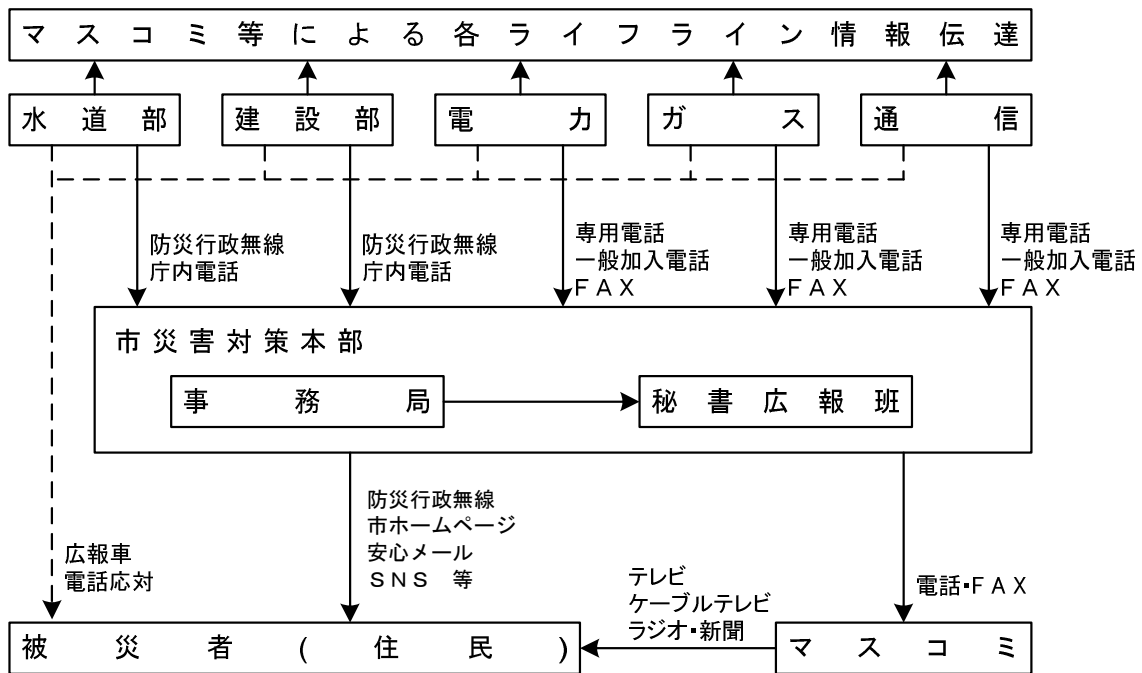 マスコミ等による各ライフライン情報伝達
水道部
建設部
電力
ガス
通信
防災行政無線
庁内電話
防災行政無線
庁内電話
専用電話
一般加入電話
ＦＡＸ
専用電話
一般加入電話
ＦＡＸ
専用電話
一般加入電話
ＦＡＸ
市災害対策本部
事務局
秘書広報班
広報車
電話応対
防災行政無線
市ホームページ
安心メール
ＳＮＳ　等
電話・ＦＡＸ
テレビ
ケーブルテレビ
ラジオ・新聞
被災者(住民)
マスコミ